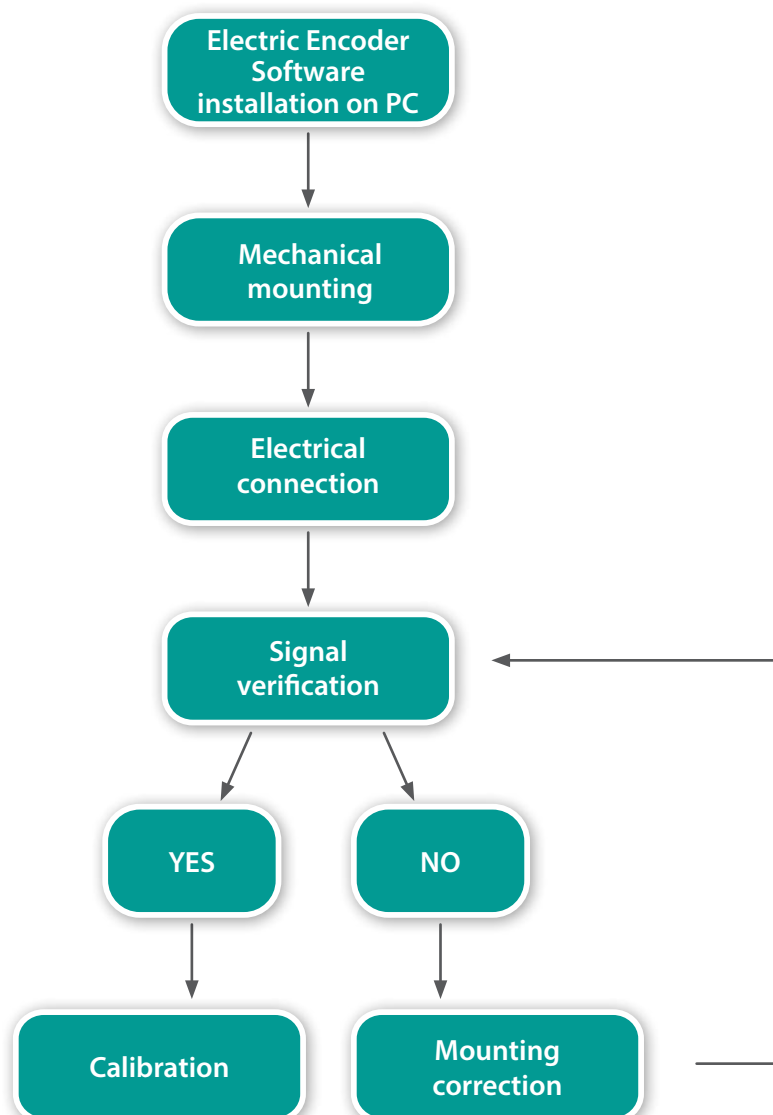 Electric Encoder
Software
installation on PC
Mechanical
mounting
Electrical
connection
Signal
verification
YES
NO
Calibration
Mounting
correction